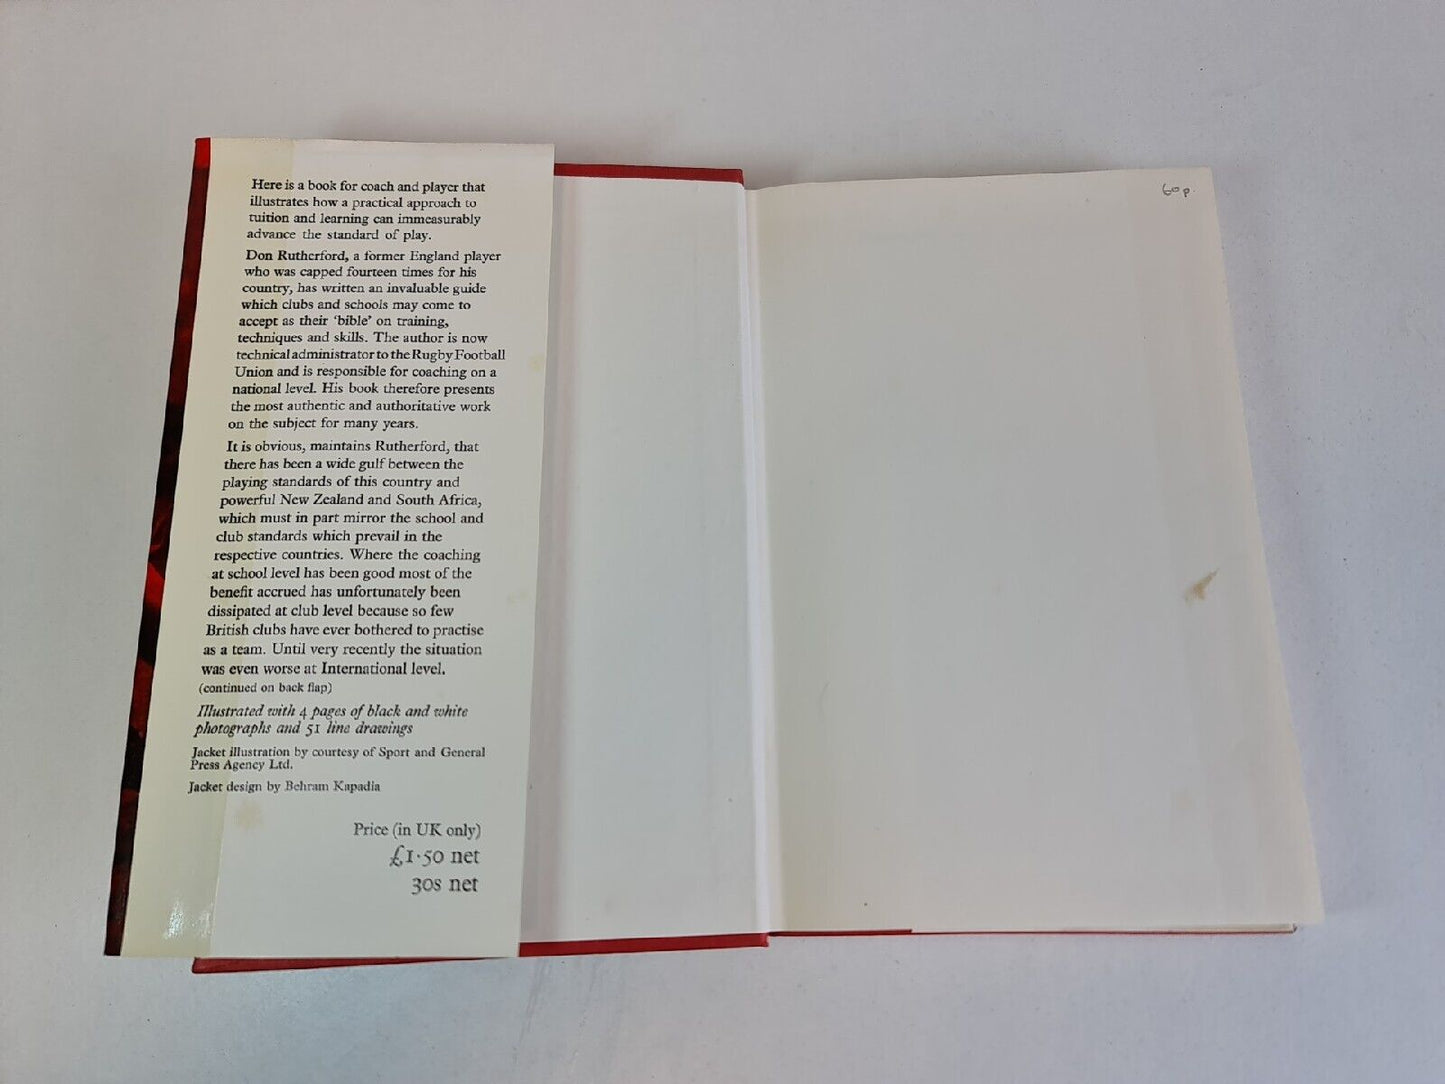 Here is a book for coach and player that
illustrates how a practical approach to
tuition and learning can immeasurably
advance the standard of play.
Don Rutherford, a former England player
who was capped fourteen times for his
country, has written an invaluable guide
which clubs and schools may come to
accept as their 'bible' on training,
techniques and skills. The author is now
technical administrator to the Rugby Football
Union and is responsible for coaching on a
national level. His book therefore presents
the most authentic and authoritative work
on the subject for many years.
It is obvious, maintains Rutherford, that
there has been a wide gulf between the
playing standards of this country and
powerful New Zealand and South Africa,
which must in part mirror the school and
club standards which prevail in the
respective countries. Where the coaching
at school level has been good most of the
benefit accrued has unfortunately been
dissipated at club level because so few
British clubs have ever bothered to practise
as a team. Until very recently the situation
was even worse at International level.
(continued on back flap)
Illustrated with 4 pages of black and white
photographs and 51 line drawings
Jacket illustration by courtesy of Sport and General
Press Agency Ltd.
Jacket design by Behram Kapadia
Price (in UK only)
£1·50 net
30s net
60p.